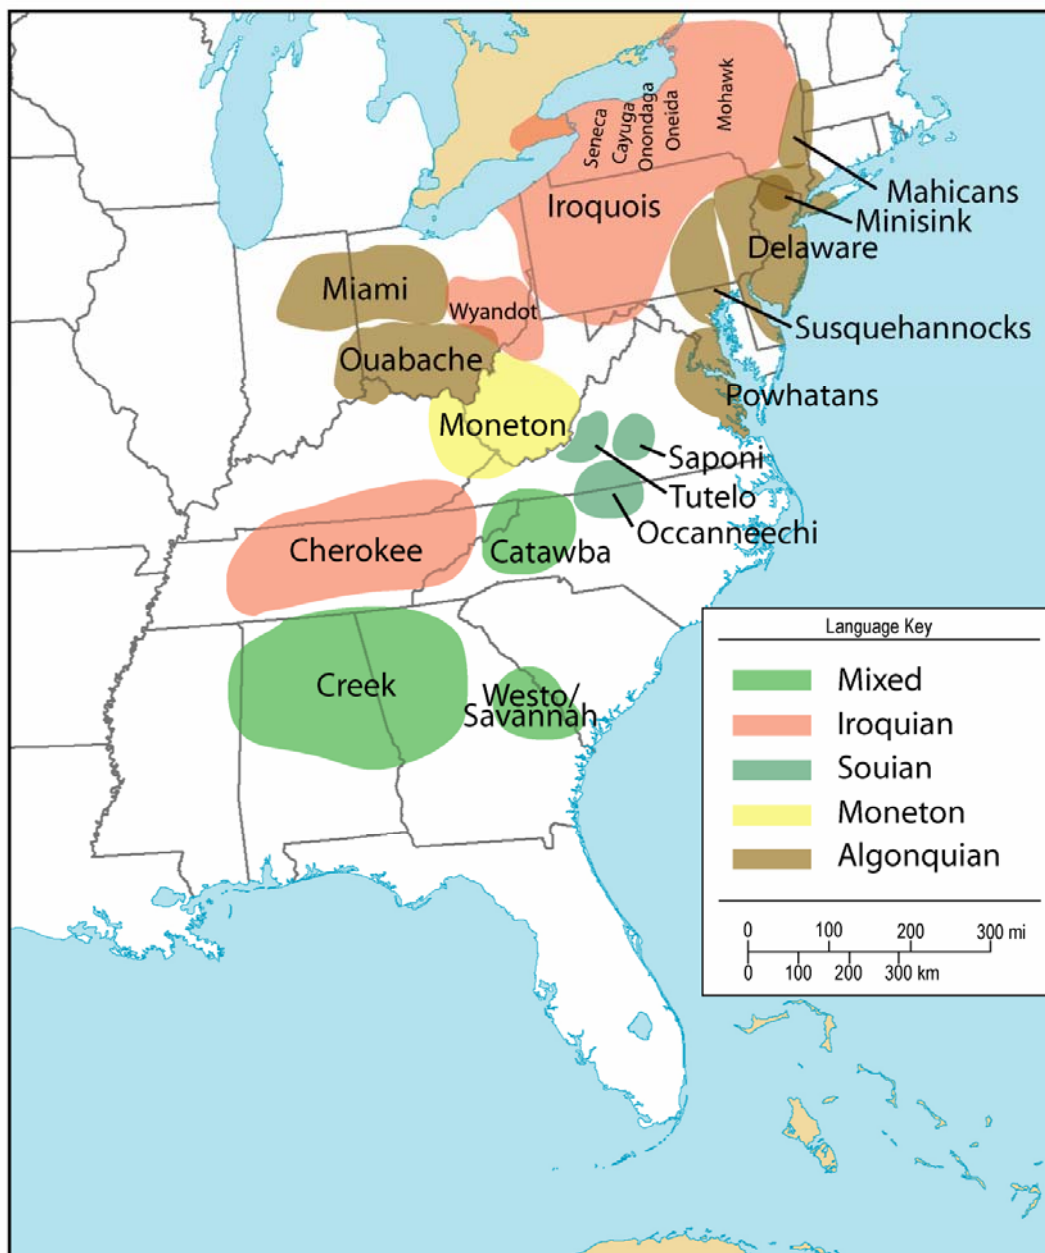 Seneca
Cayuga
Onondaga
Oneida
Mohawk
Iroquois
Mahicans
Minisink
Delaware
Miami
Wyandot
Susquehannocks
Ouabache
Powhatans
Moneton
Saponi
Tutelo
Occanneechi
Cherokee
Catawba
Creek
Westo/
Savannah
Language Key
Mixed
Iroquian
Souian
Moneton
Algonquian
0 100 200 300 mi
0 100 200 300 km